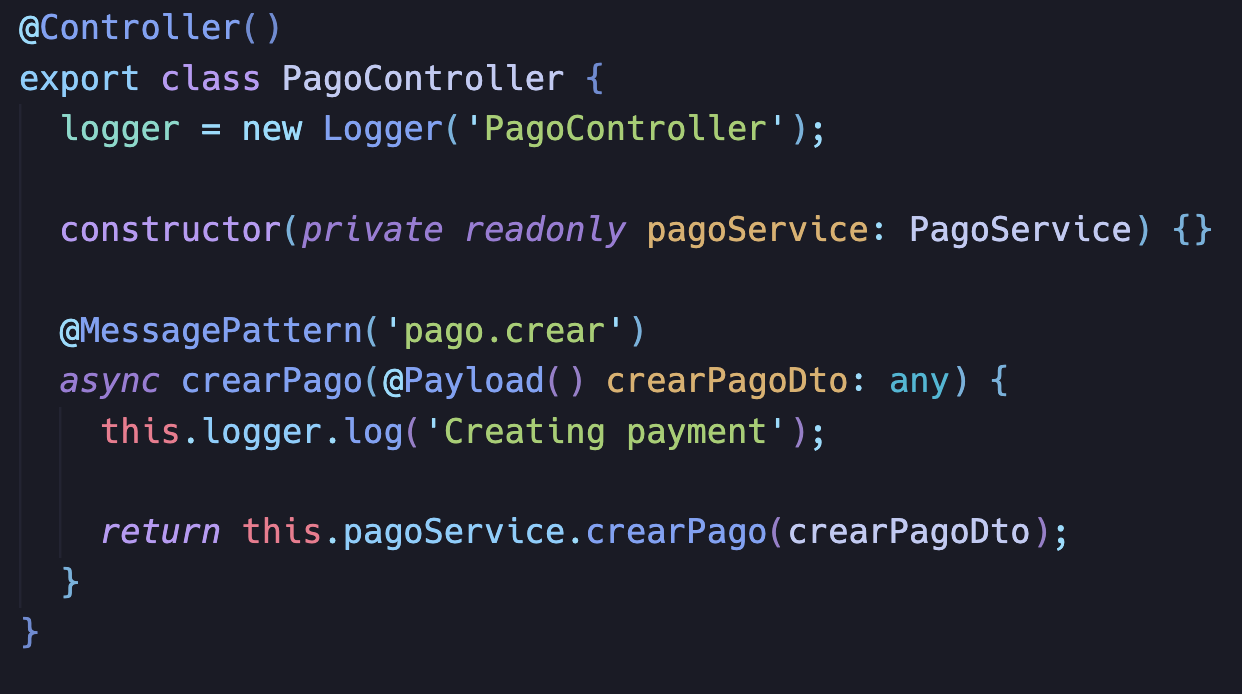 @Controller()
export class PagoController {
  logger = new Logger('PagoController');

  constructor(private readonly pagoService: PagoService) {}

  @MessagePattern('pago.crear')
  async crearPago(@Payload() crearPagoDto: any) {
    this.logger.log('Creating payment');

    return this.pagoService.crearPago(crearPagoDto);
  }
}